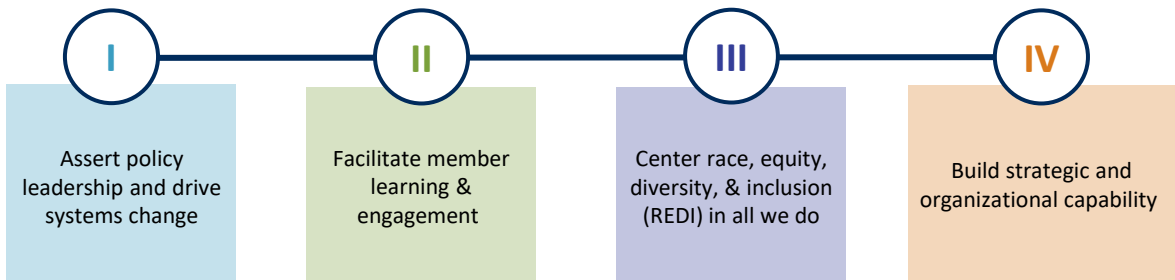 I
II
III
IV
Assert policy
leadership and drive
systems change
Facilitate member
learning &
engagement
Center race, equity,
diversity, & inclusion
(REDI) in all we do
Build strategic and
organizational capability